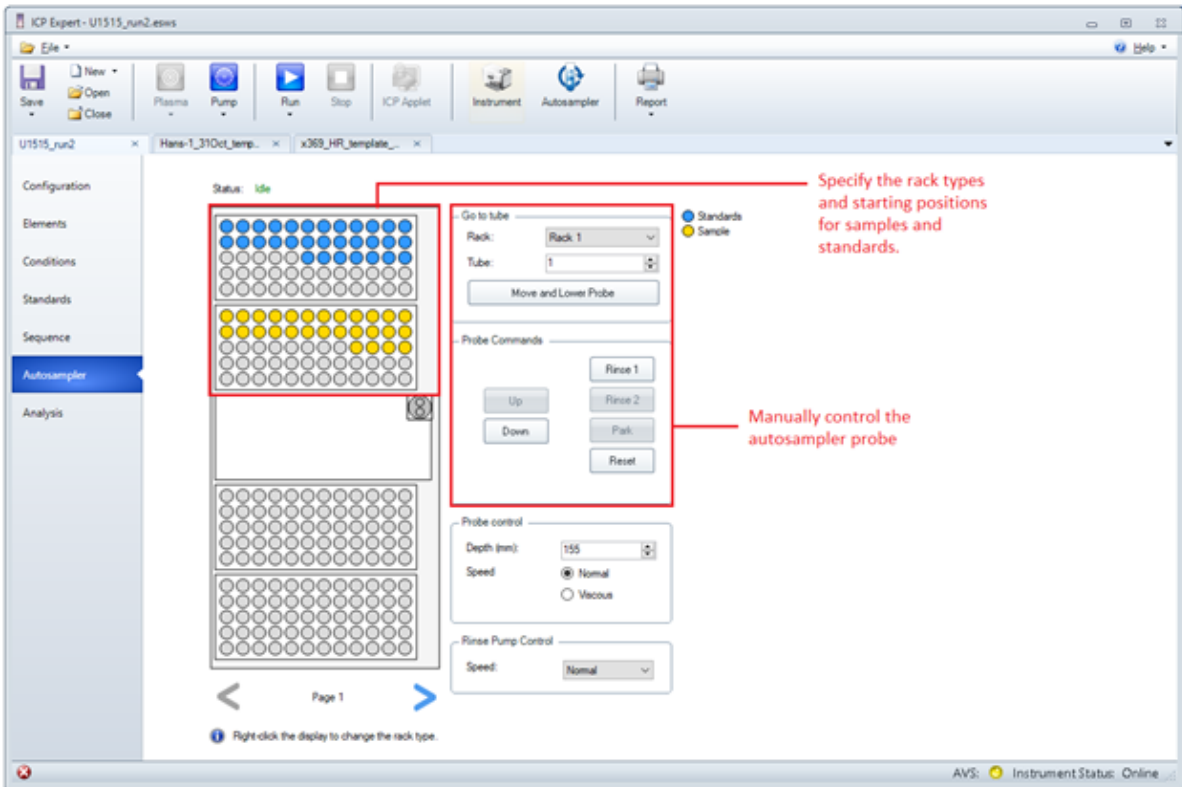 ICP Expert - U1515_run2.esws
File
Help
Save
New
Open
Close
Plasma
Pump
Run
Stop
ICP Applet
Instrument
Autosampler
Report
U1515_run2
Hans-1_31Oct_temp..
x369_HR_template_..
Configuration
Elements
Conditions
Standards
Sequence
Autosampler
Analysis
Status: Idle
Go to tube
Rack: Rack 1
Tube: 1
Move and Lower Probe
Standards
Sample
Specify the rack types
and starting positions
for samples and
standards.
Probe Commands
Rinse 1
Up
Rinse 2
Down
Park
Reset
Manually control the
autosampler probe
Probe control
Depth (mm): 155
Speed
Normal
Viscous
Rinse Pump Control
Speed: Normal
Page 1
Right-click the display to change the rack type.
AVS: Instrument Status: Online